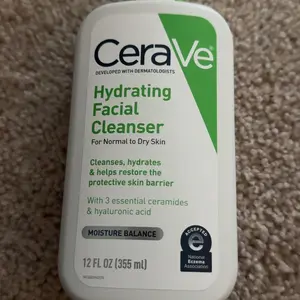 CeraVe
DEVELOPED WITH DERMATOLOGISTS
Hydrating
Facial
Cleanser
For Normal to Dry Skin
Cleanses, hydrates
& helps restore the
protective skin barrier
With 3 essential ceramides
& hyaluronic acid
MOISTURE BALANCE
ACCEPTED
e
National
Eczema
Association
12 FL OZ (355 ml)